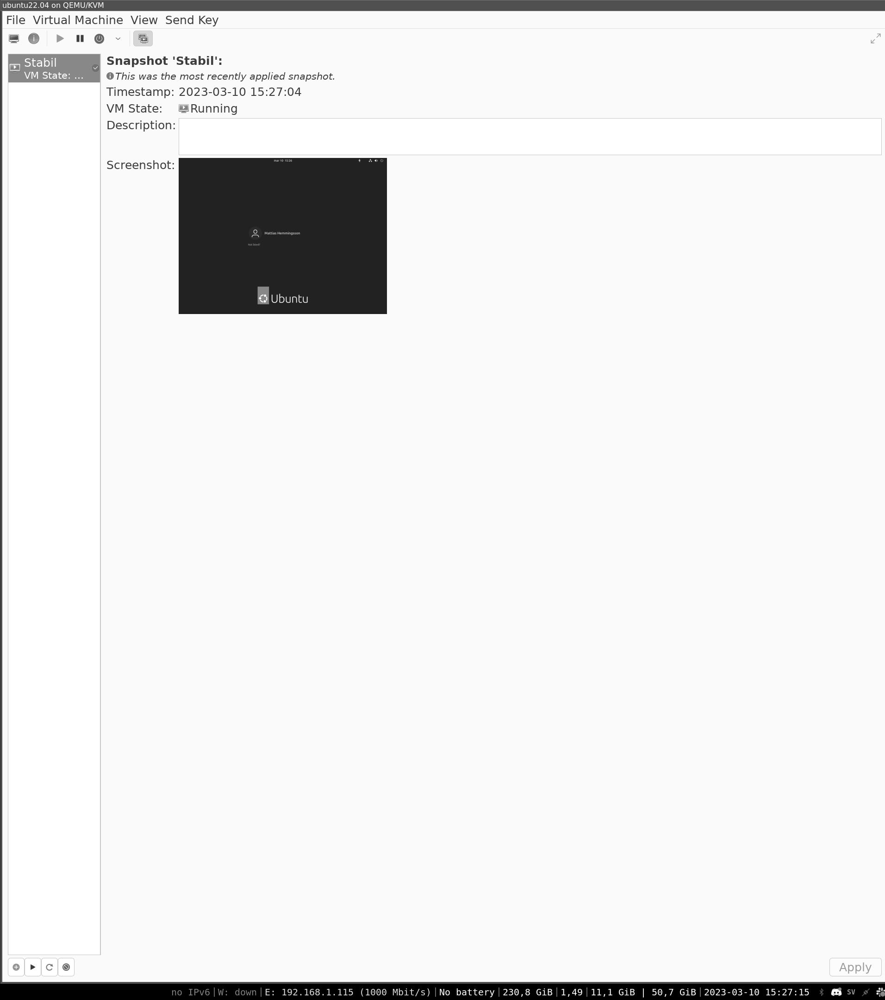 ubuntu22.04 on QEMU/KVM
File Virtual Machine View Send Key
Stabil
VM State: ...
Snapshot 'Stabil':
This was the most recently applied snapshot.
Timestamp: 2023-03-10 15:27:04
VM State: Running
Description:
Screenshot:
mar 10 15:26
Mattias Hemmingsson
Not listed?
Ubuntu
Apply
no IPv6|W: down|E: 192.168.1.115 (1000 Mbit/s)|No battery|230,8 GiB|1,49|11,1 GiB | 50,7 GiB|2023-03-10 15:27:15 SV